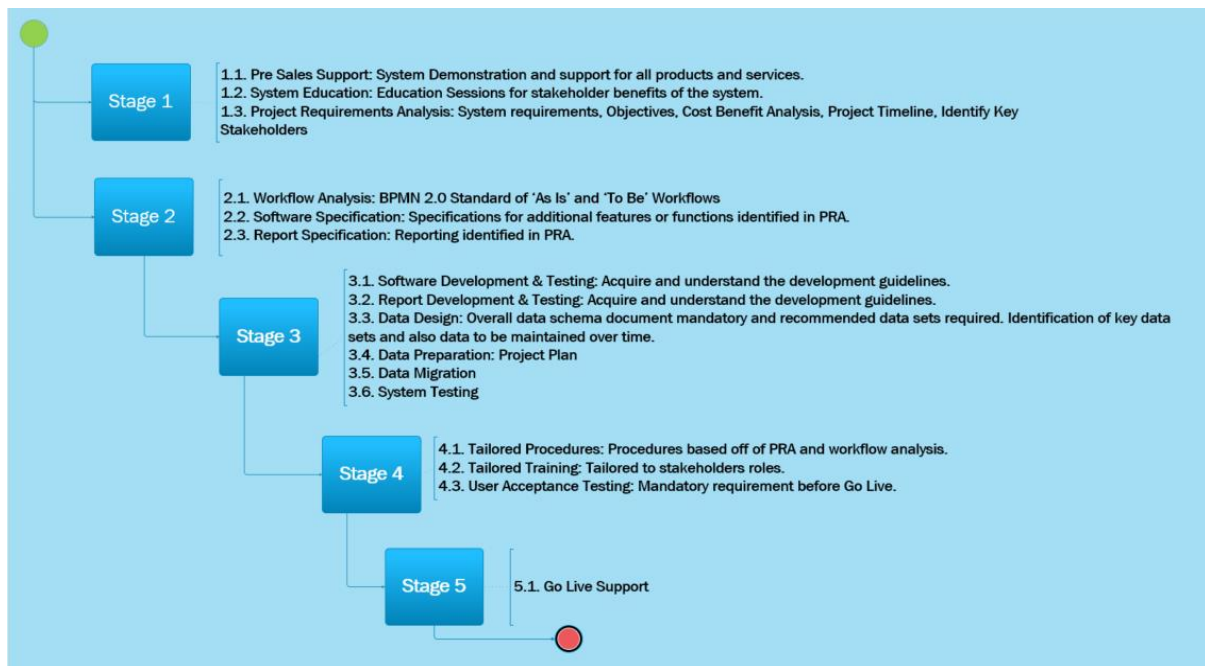 Stage 1
1.1. Pre Sales Support: System Demonstration and support for all products and services.
1.2. System Education: Education Sessions for stakeholder benefits of the system.
1.3. Project Requirements Analysis: System requirements, Objectives, Cost Benefit Analysis, Project Timeline, Identify Key
Stakeholders
Stage 2
2.1. Workflow Analysis: BPMN 2.0 Standard of ‘As Is’ and ‘To Be’ Workflows
2.2. Software Specification: Specifications for additional features or functions identified in PRA.
2.3. Report Specification: Reporting identified in PRA.
Stage 3
3.1. Software Development & Testing: Acquire and understand the development guidelines.
3.2. Report Development & Testing: Acquire and understand the development guidelines.
3.3. Data Design: Overall data schema document mandatory and recommended data sets required. Identification of key data
sets and also data to be maintained over time.
3.4. Data Preparation: Project Plan
3.5. Data Migration
3.6. System Testing
Stage 4
4.1. Tailored Procedures: Procedures based off of PRA and workflow analysis.
4.2. Tailored Training: Tailored to stakeholders roles.
4.3. User Acceptance Testing: Mandatory requirement before Go Live.
Stage 5
5.1. Go Live Support